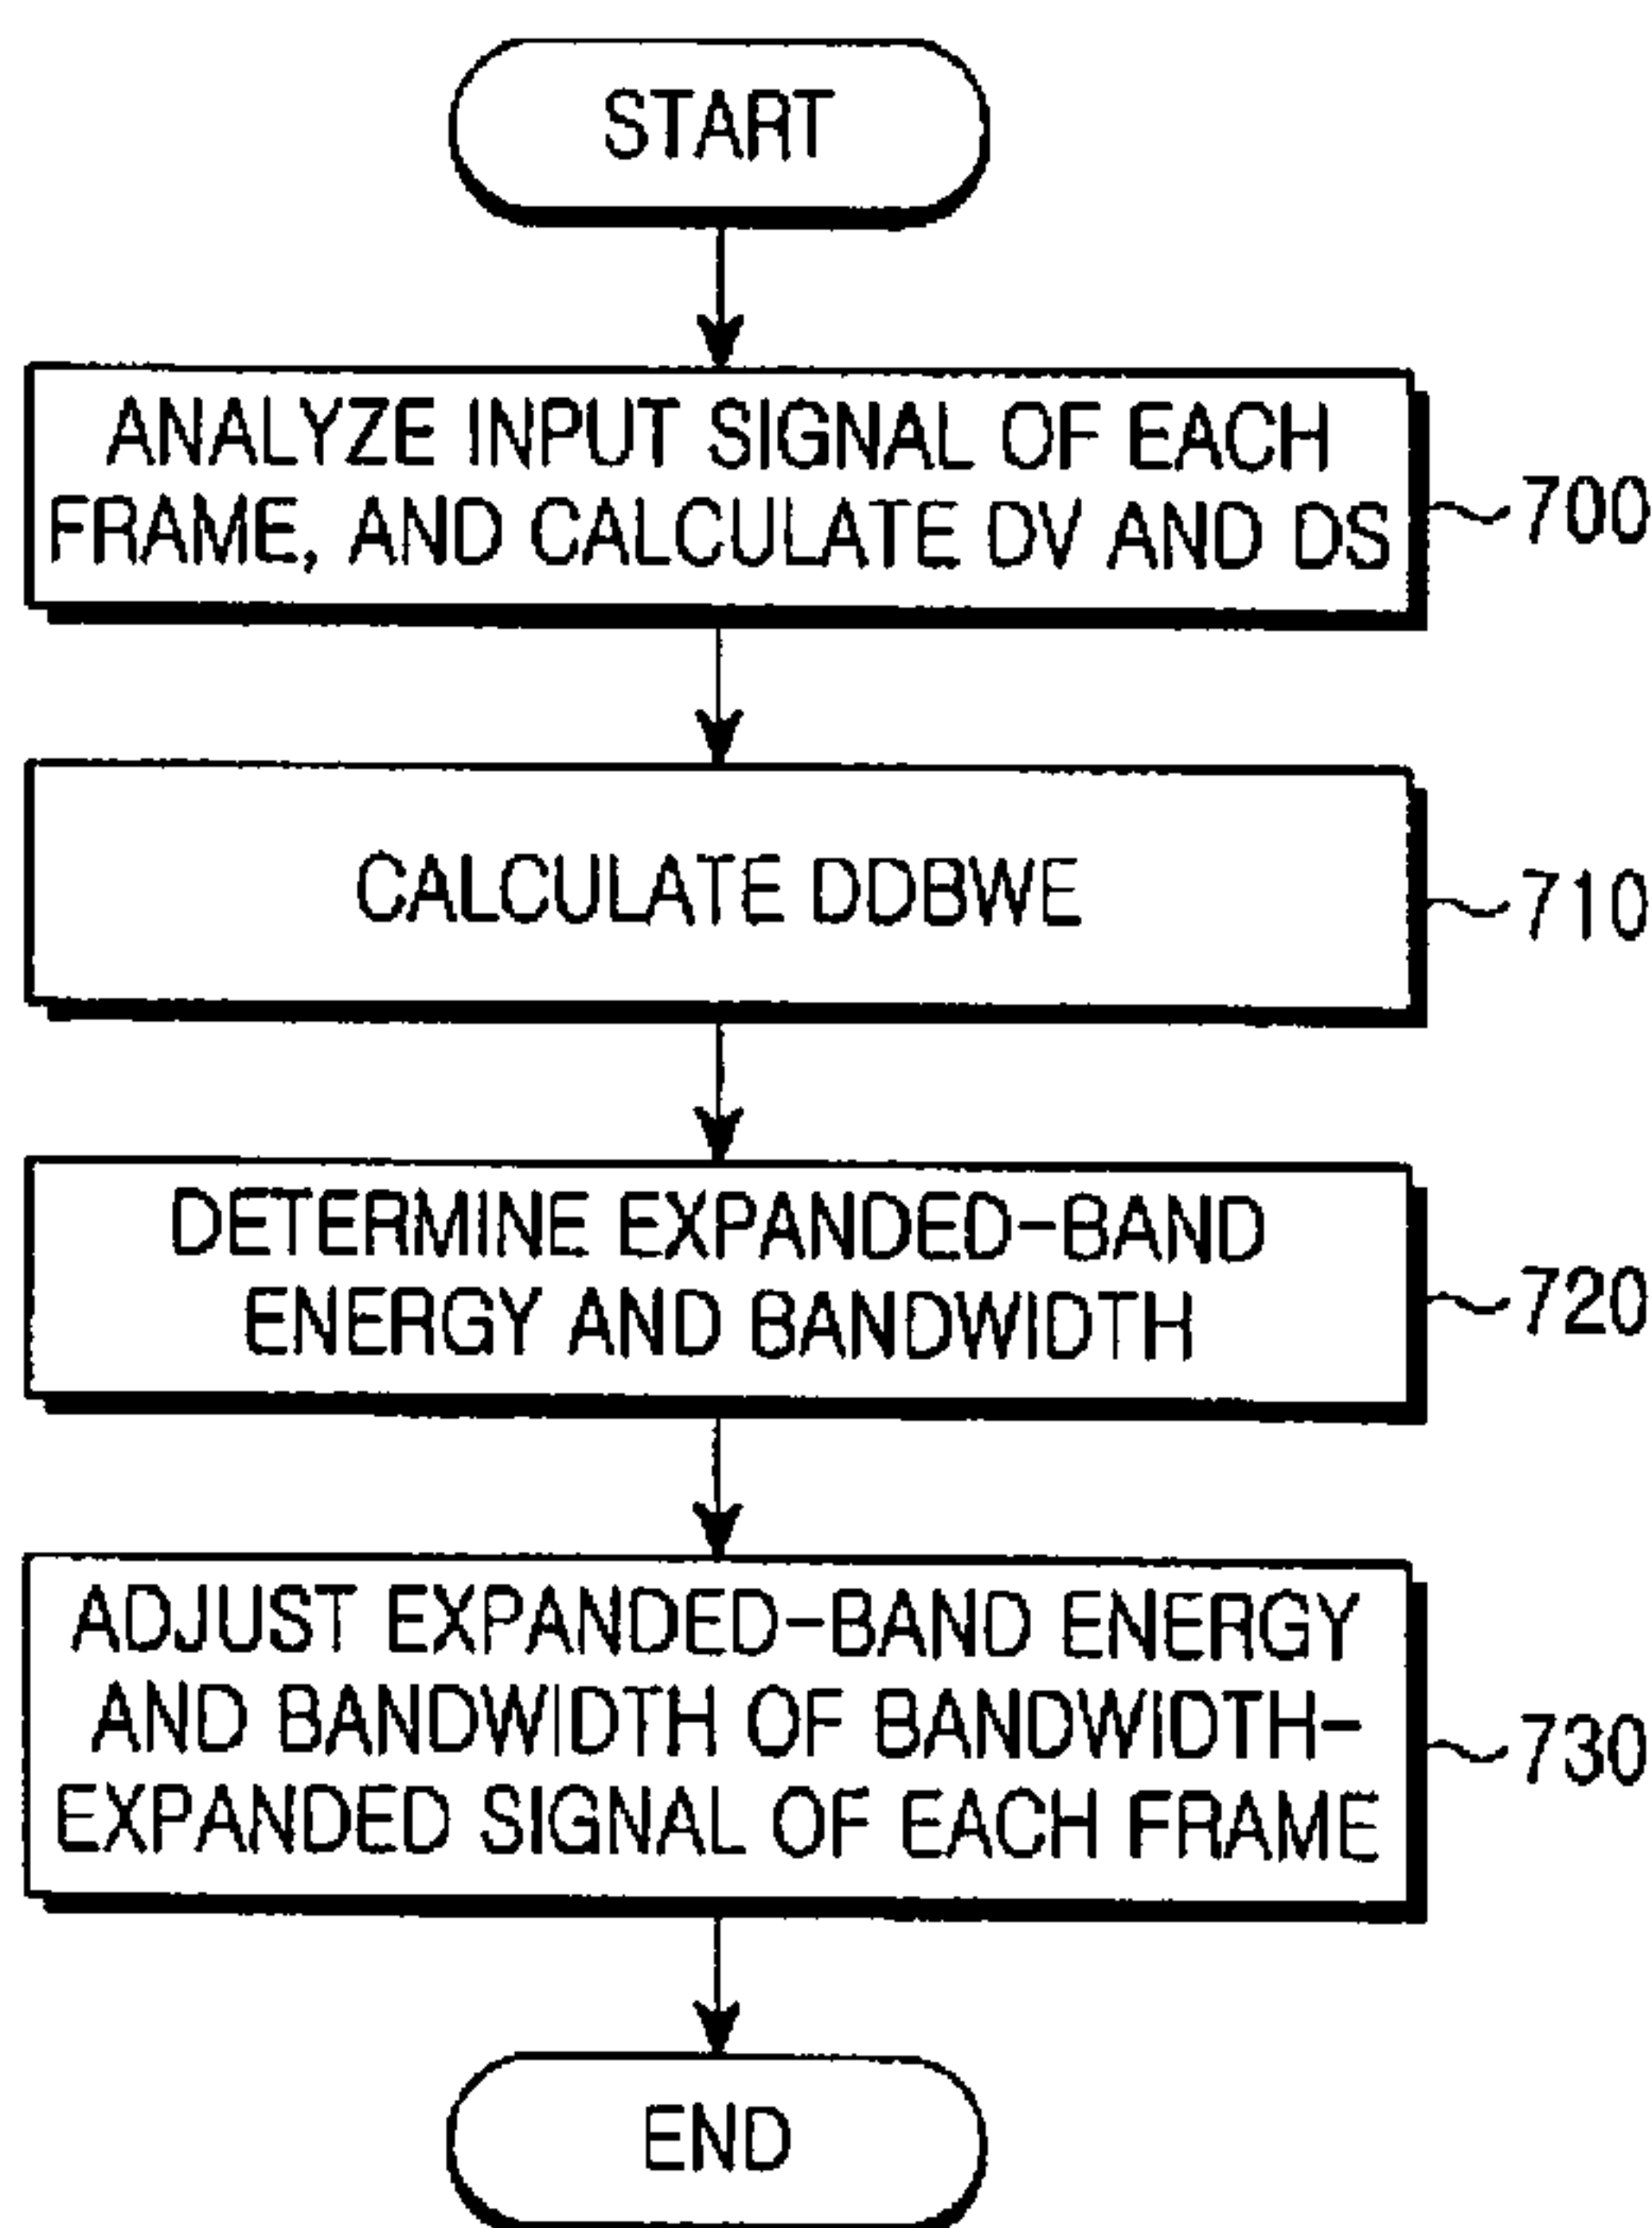 START
ANALYZE INPUT SIGNAL OF EACH
FRAME, AND CALCULATE DV AND DS
700
CALCULATE DDBWE
710
DETERMINE EXPANDED-BAND
ENERGY AND BANDWIDTH
720
ADJUST EXPANDED-BAND ENERGY
AND BANDWIDTH OF BANDWIDTH-
EXPANDED SIGNAL OF EACH FRAME
730
END